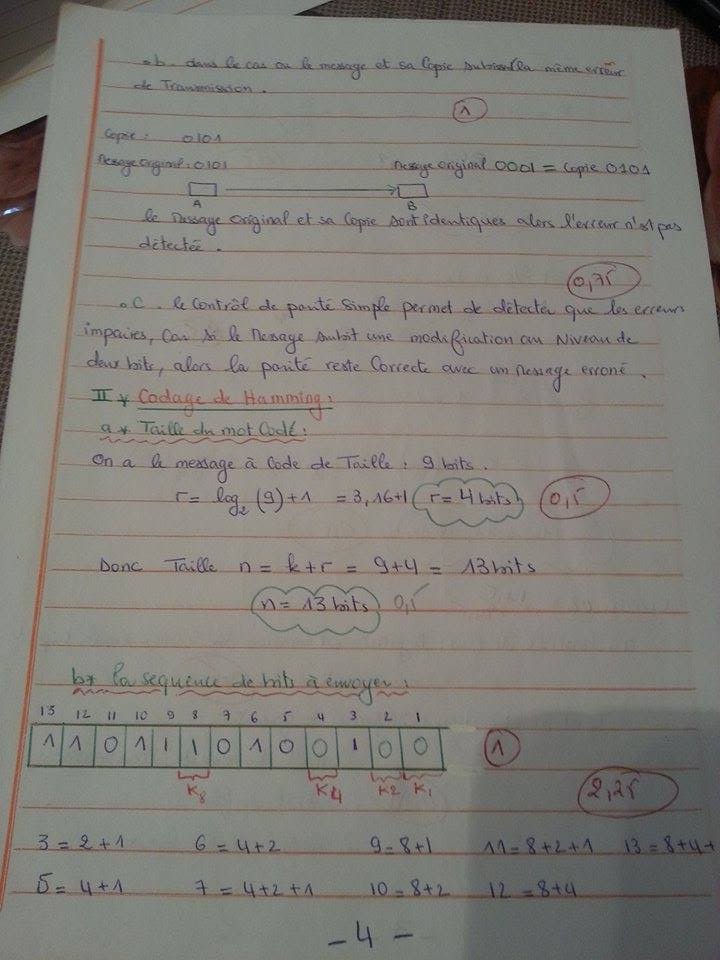 .b. dans le cas ou le message et sa Copie subissent la même erreur
de Transmission.
1
Copie : 0101
Message original : 0101 Message original 0001 = Copie 0101
A B
le Message original et sa Copie sont identiques alors l'erreur n'est pas
détectée.
0,75
.C. le Contrôl de parité simple permet de détectée que les erreurs
impaires, Car si le Message subit une modification au Niveau de
deux bits, alors la parité reste Correcte avec un Message erroné.
II * Codage de Hamming :
a * Taille du mot Codé :
On a le message à Code de Taille : 9 bits.
r = log2 (9) + 1 = 3,16 + 1 r = 4 bits 0,5
Donc Taille n = k + r = 9 + 4 = 13 bits
n = 13 bits 0,5
b * la sequence de bits à envoyer :
13 12 11 10 9 8 7 6 5 4 3 2 1
1 1 0 1 1 1 0 1 0 0 1 0 0 1
K8 K4 K2 K1
2,25
3 = 2 + 1 6 = 4 + 2 9 = 8 + 1 11 = 8 + 2 + 1 13 = 8 + 4 +
5 = 4 + 1 7 = 4 + 2 + 1 10 = 8 + 2 12 = 8 + 4
- 4 -